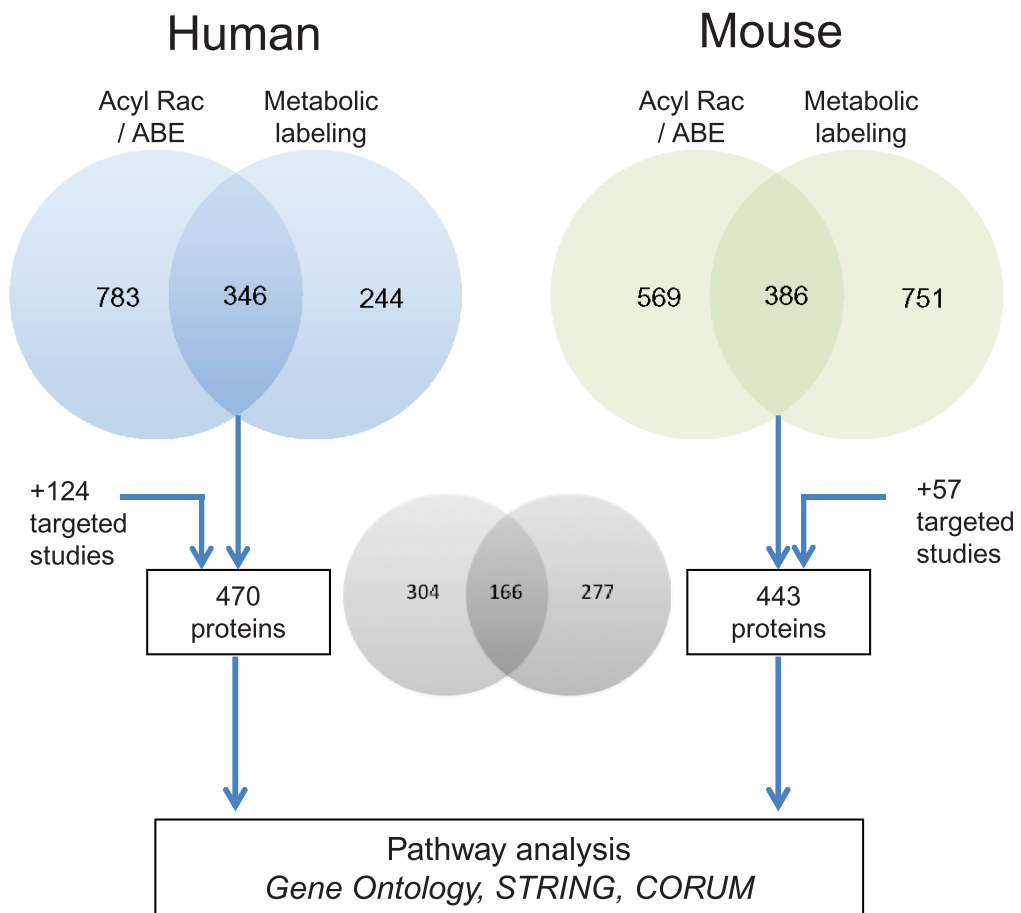 Human
Mouse
Acyl Rac
/ ABE
Metabolic
labeling
Acyl Rac
/ ABE
Metabolic
labeling
783
346
244
569
386
751
+124
targeted
studies
+57
targeted
studies
470
proteins
304
166
277
443
proteins
Pathway analysis
Gene Ontology, STRING, CORUM